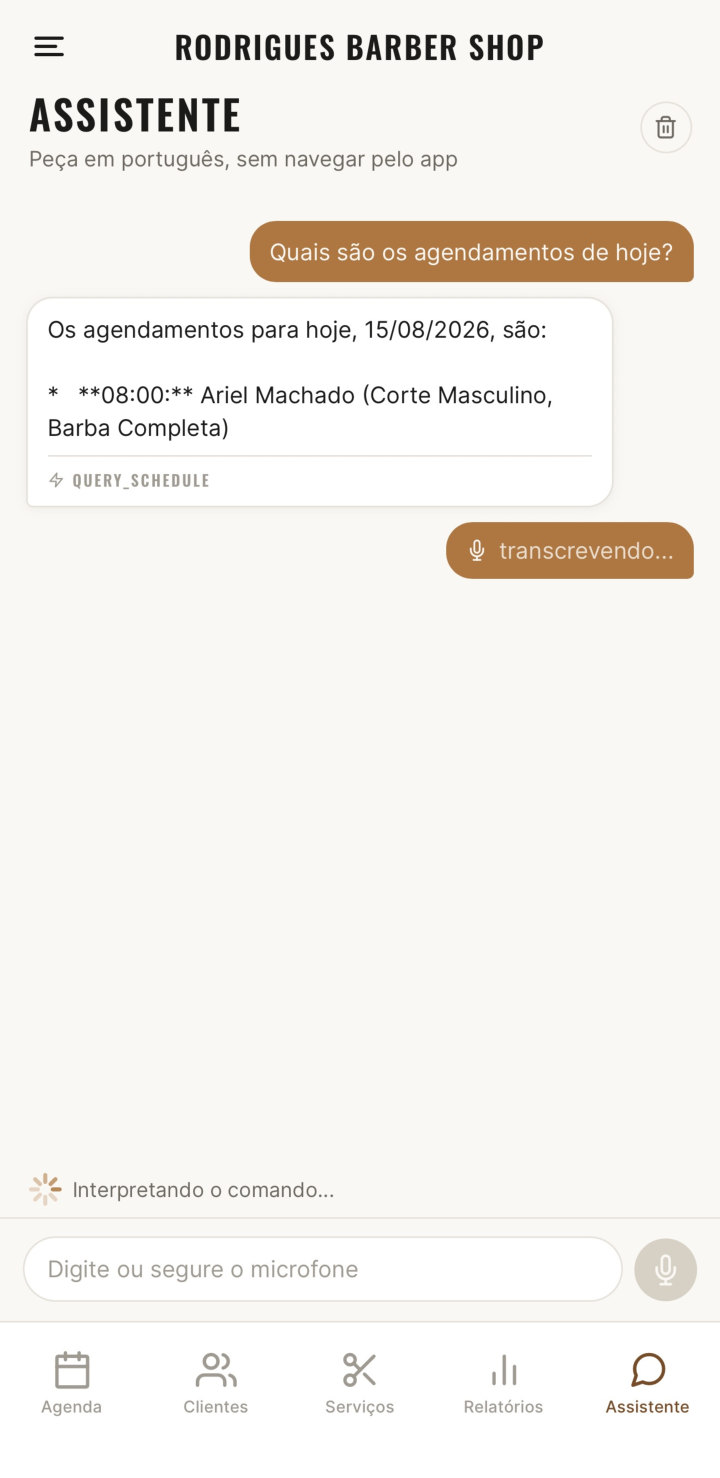 RODRIGUES BARBER SHOP
ASSISTENTE
Peça em português, sem navegar pelo app
Quais são os agendamentos de hoje?
Os agendamentos para hoje, 15/08/2026, são:
*   **08:00:** Ariel Machado (Corte Masculino,
Barba Completa)
QUERY_SCHEDULE
transcrevendo...
Interpretando o comando...
Digite ou segure o microfone
Agenda
Clientes
Serviços
Relatórios
Assistente